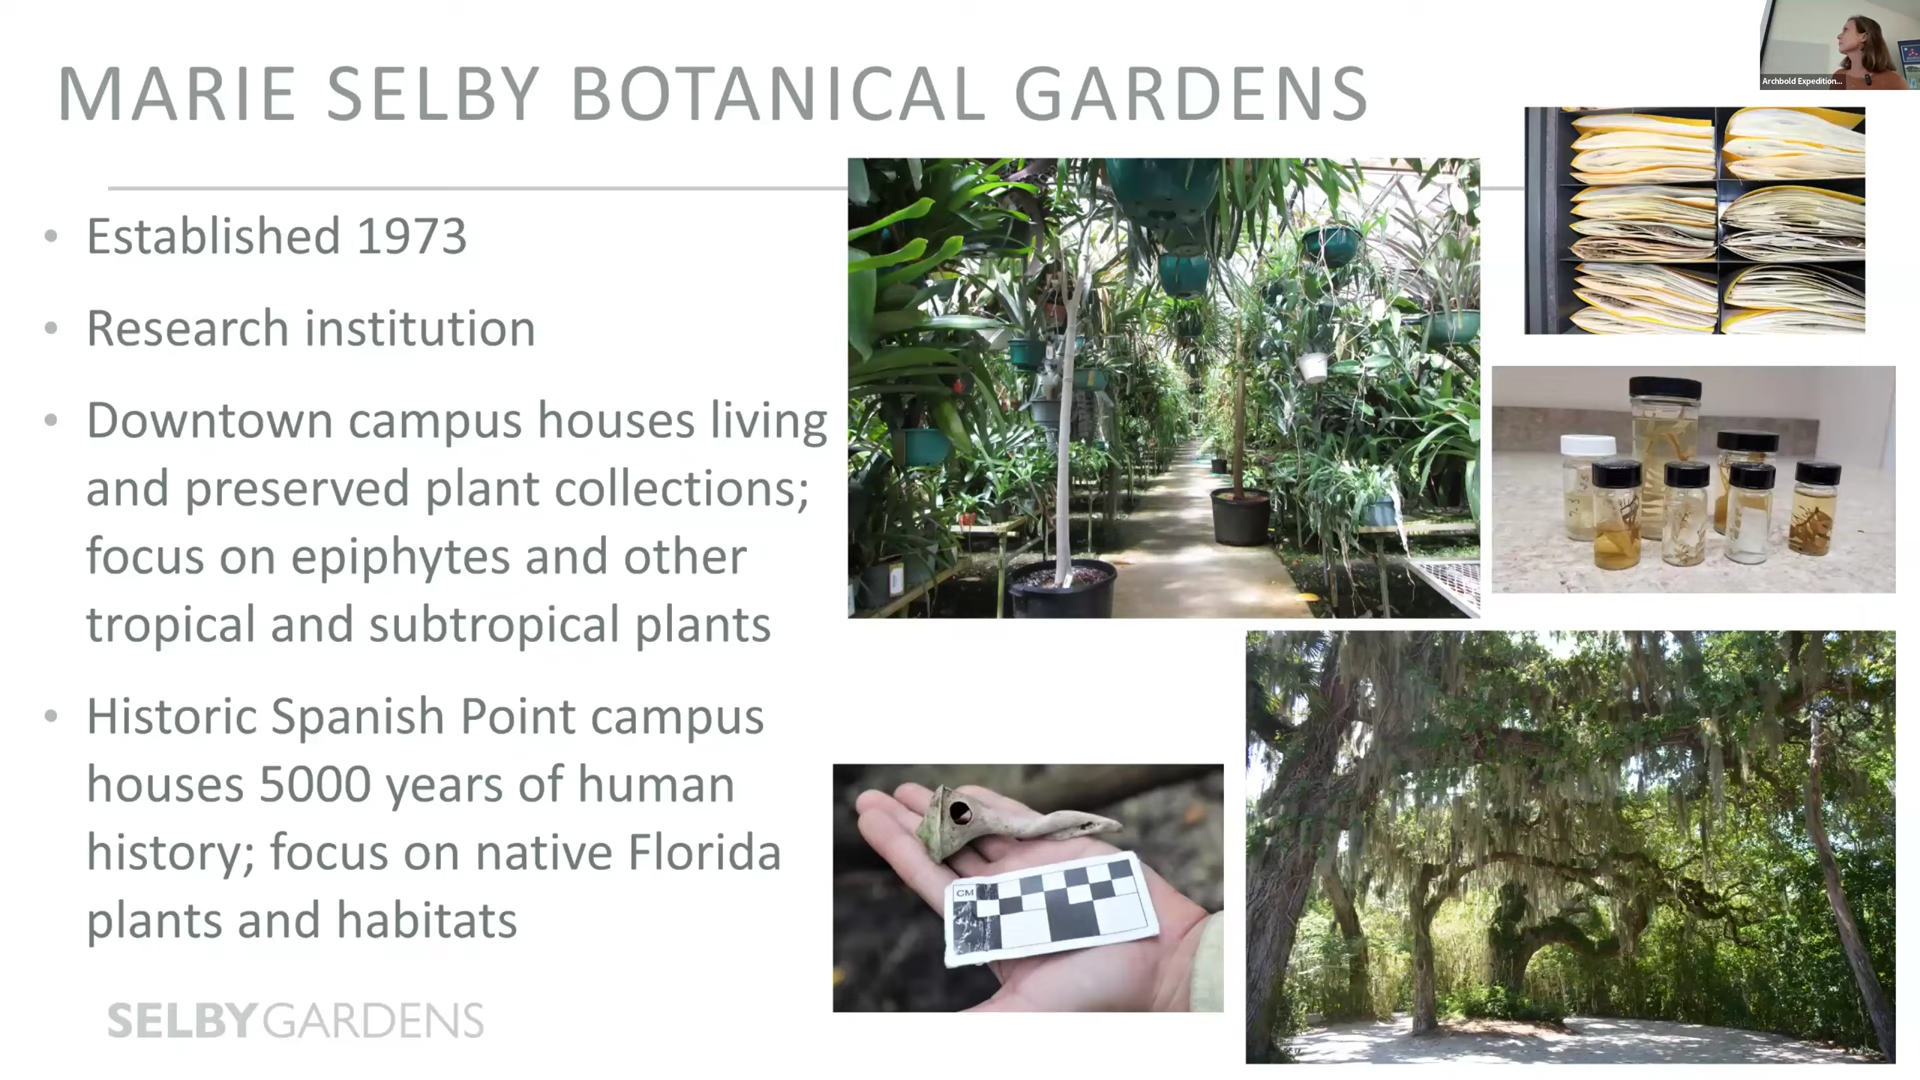 MARIE SELBY BOTANICAL GARDENS
Archbold Expedition...
• Established 1973
• Research institution
• Downtown campus houses living
and preserved plant collections;
focus on epiphytes and other
tropical and subtropical plants
• Historic Spanish Point campus
houses 5000 years of human
history; focus on native Florida
plants and habitats
CM
SELBYGARDENS